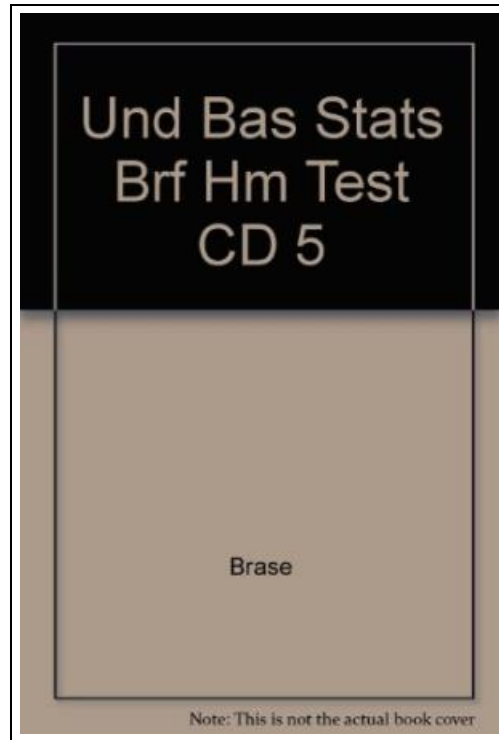 Und Bas Stats
Brf Hm Test
CD 5
Brase
Note: This is not the actual book cover